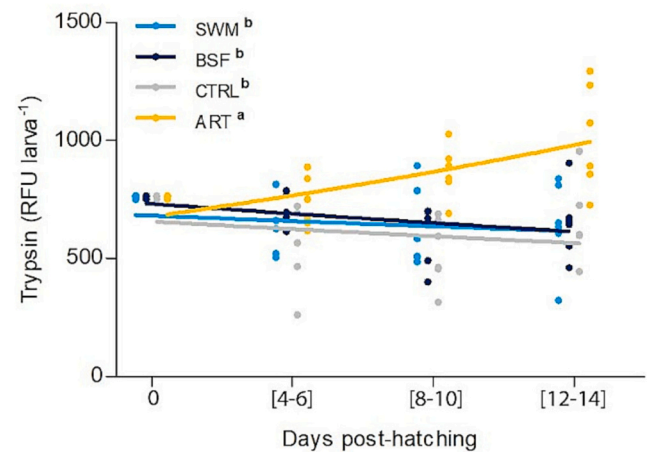 1500
1000
500
0
Trypsin (RFU larva⁻¹)
SWM ᵇ
BSF ᵇ
CTRL ᵇ
ART ᵃ
0 [4-6] [8-10] [12-14]
Days post-hatching